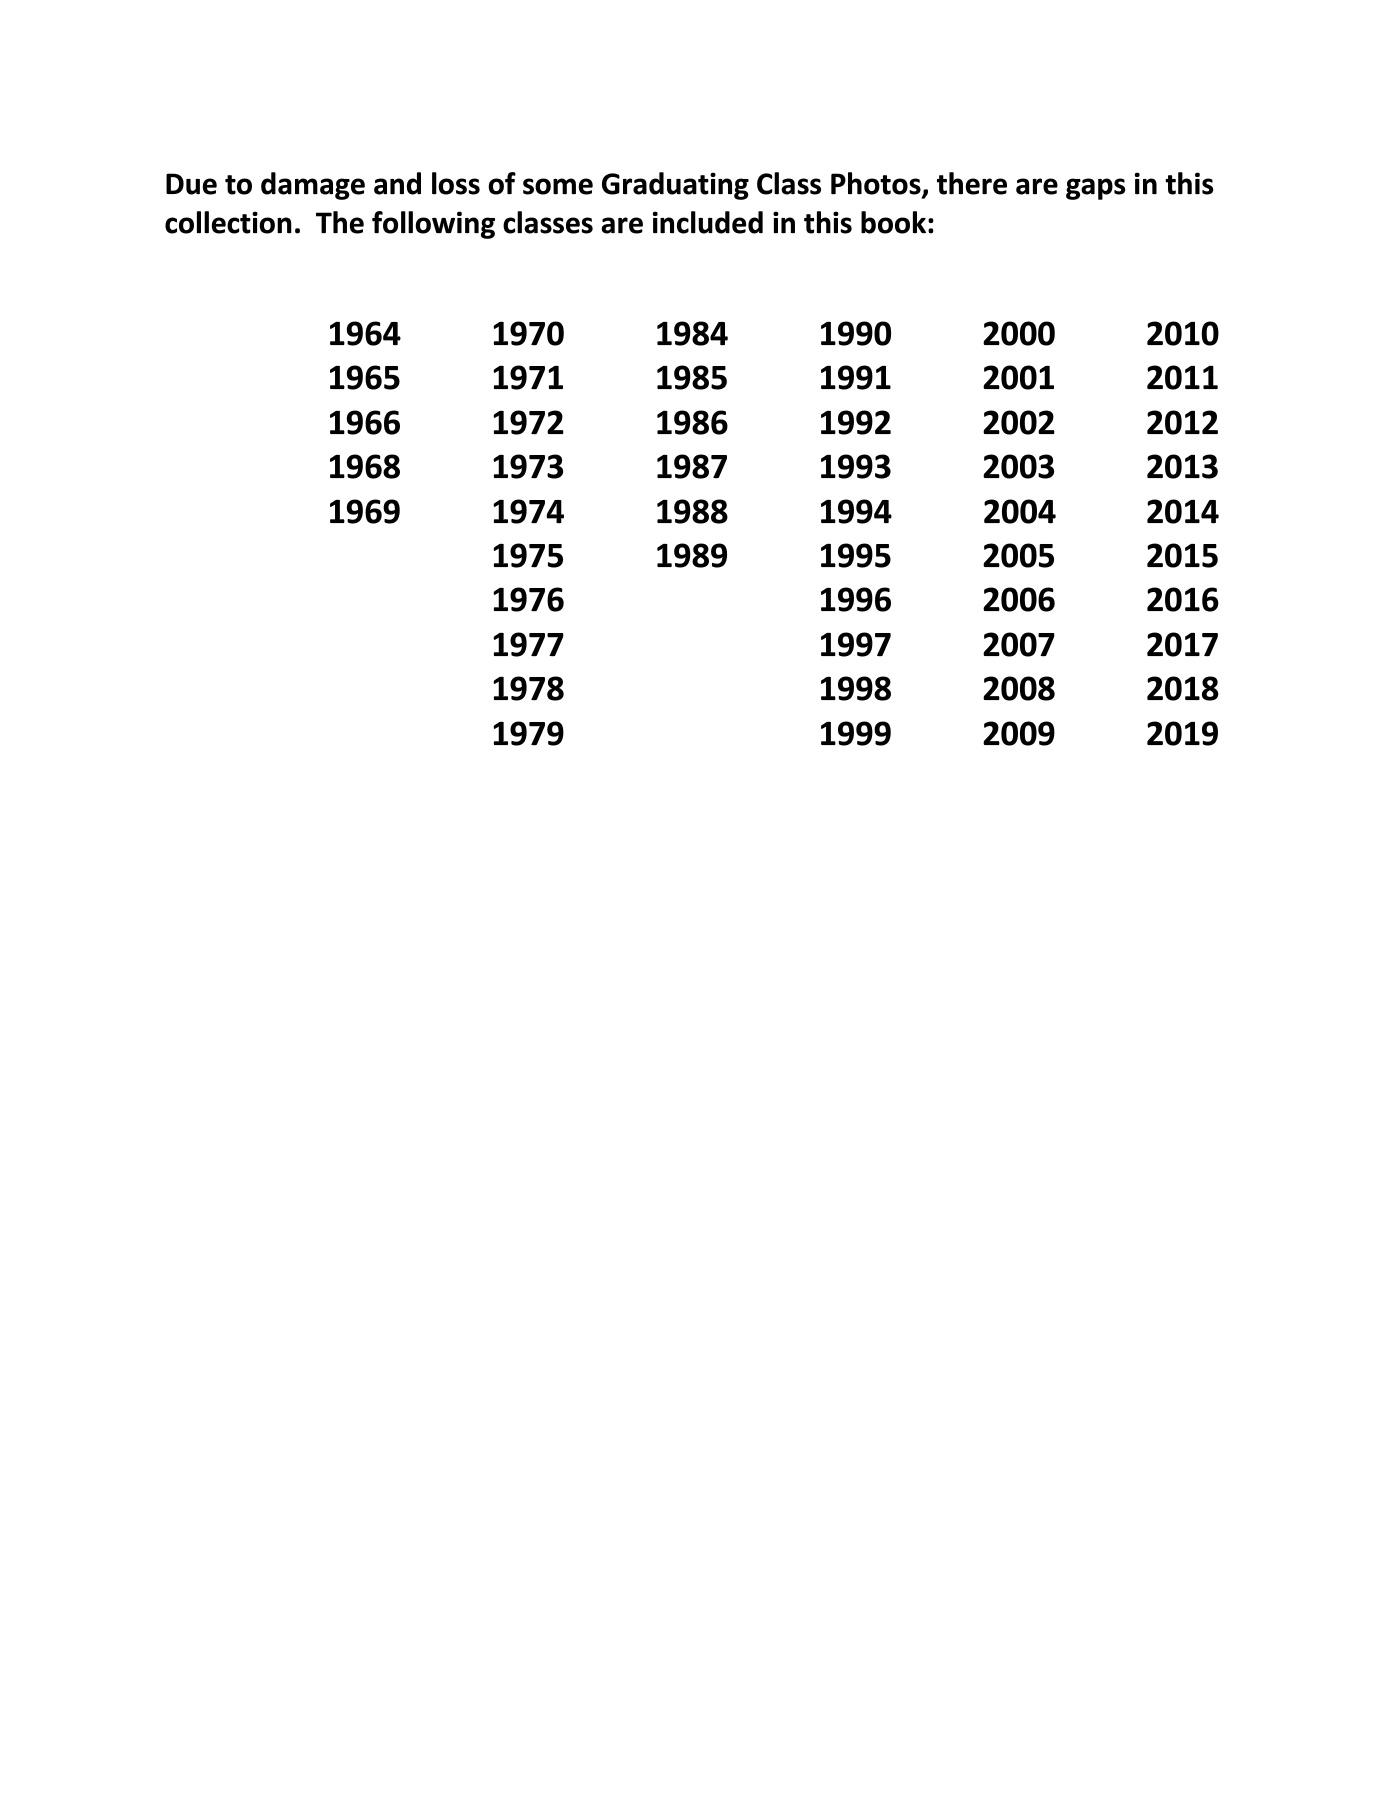 Due to damage and loss of some Graduating Class Photos, there are gaps in this
collection.  The following classes are included in this book:
1964 1970 1984 1990 2000 2010
1965 1971 1985 1991 2001 2011
1966 1972 1986 1992 2002 2012
1968 1973 1987 1993 2003 2013
1969 1974 1988 1994 2004 2014
1975 1989 1995 2005 2015
1976 1996 2006 2016
1977 1997 2007 2017
1978 1998 2008 2018
1979 1999 2009 2019